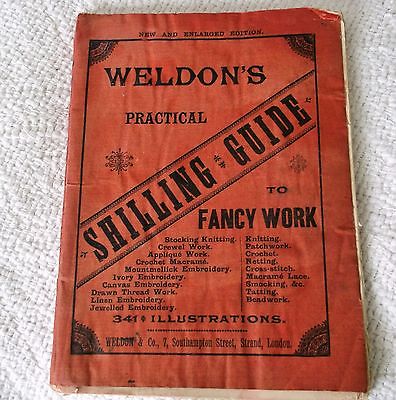 NEW AND ENLARGED EDITION.
WELDON'S
PRACTICAL
SHILLING GUIDE
TO
FANCY WORK
Stocking Knitting.
Crewel Work.
Appliqué Work.
Crochet Macramé.
Mountmellick Embroidery.
Ivory Embroidery.
Canvas Embroidery.
Drawn Thread Work.
Linen Embroidery.
Jewelled Embroidery.
Knitting.
Patchwork.
Crochet.
Netting.
Cross-stitch.
Macramé Lace.
Smocking, &c.
Tatting.
Beadwork.
341 ILLUSTRATIONS.
WELDON & Co., 7, Southampton Street, Strand, London.